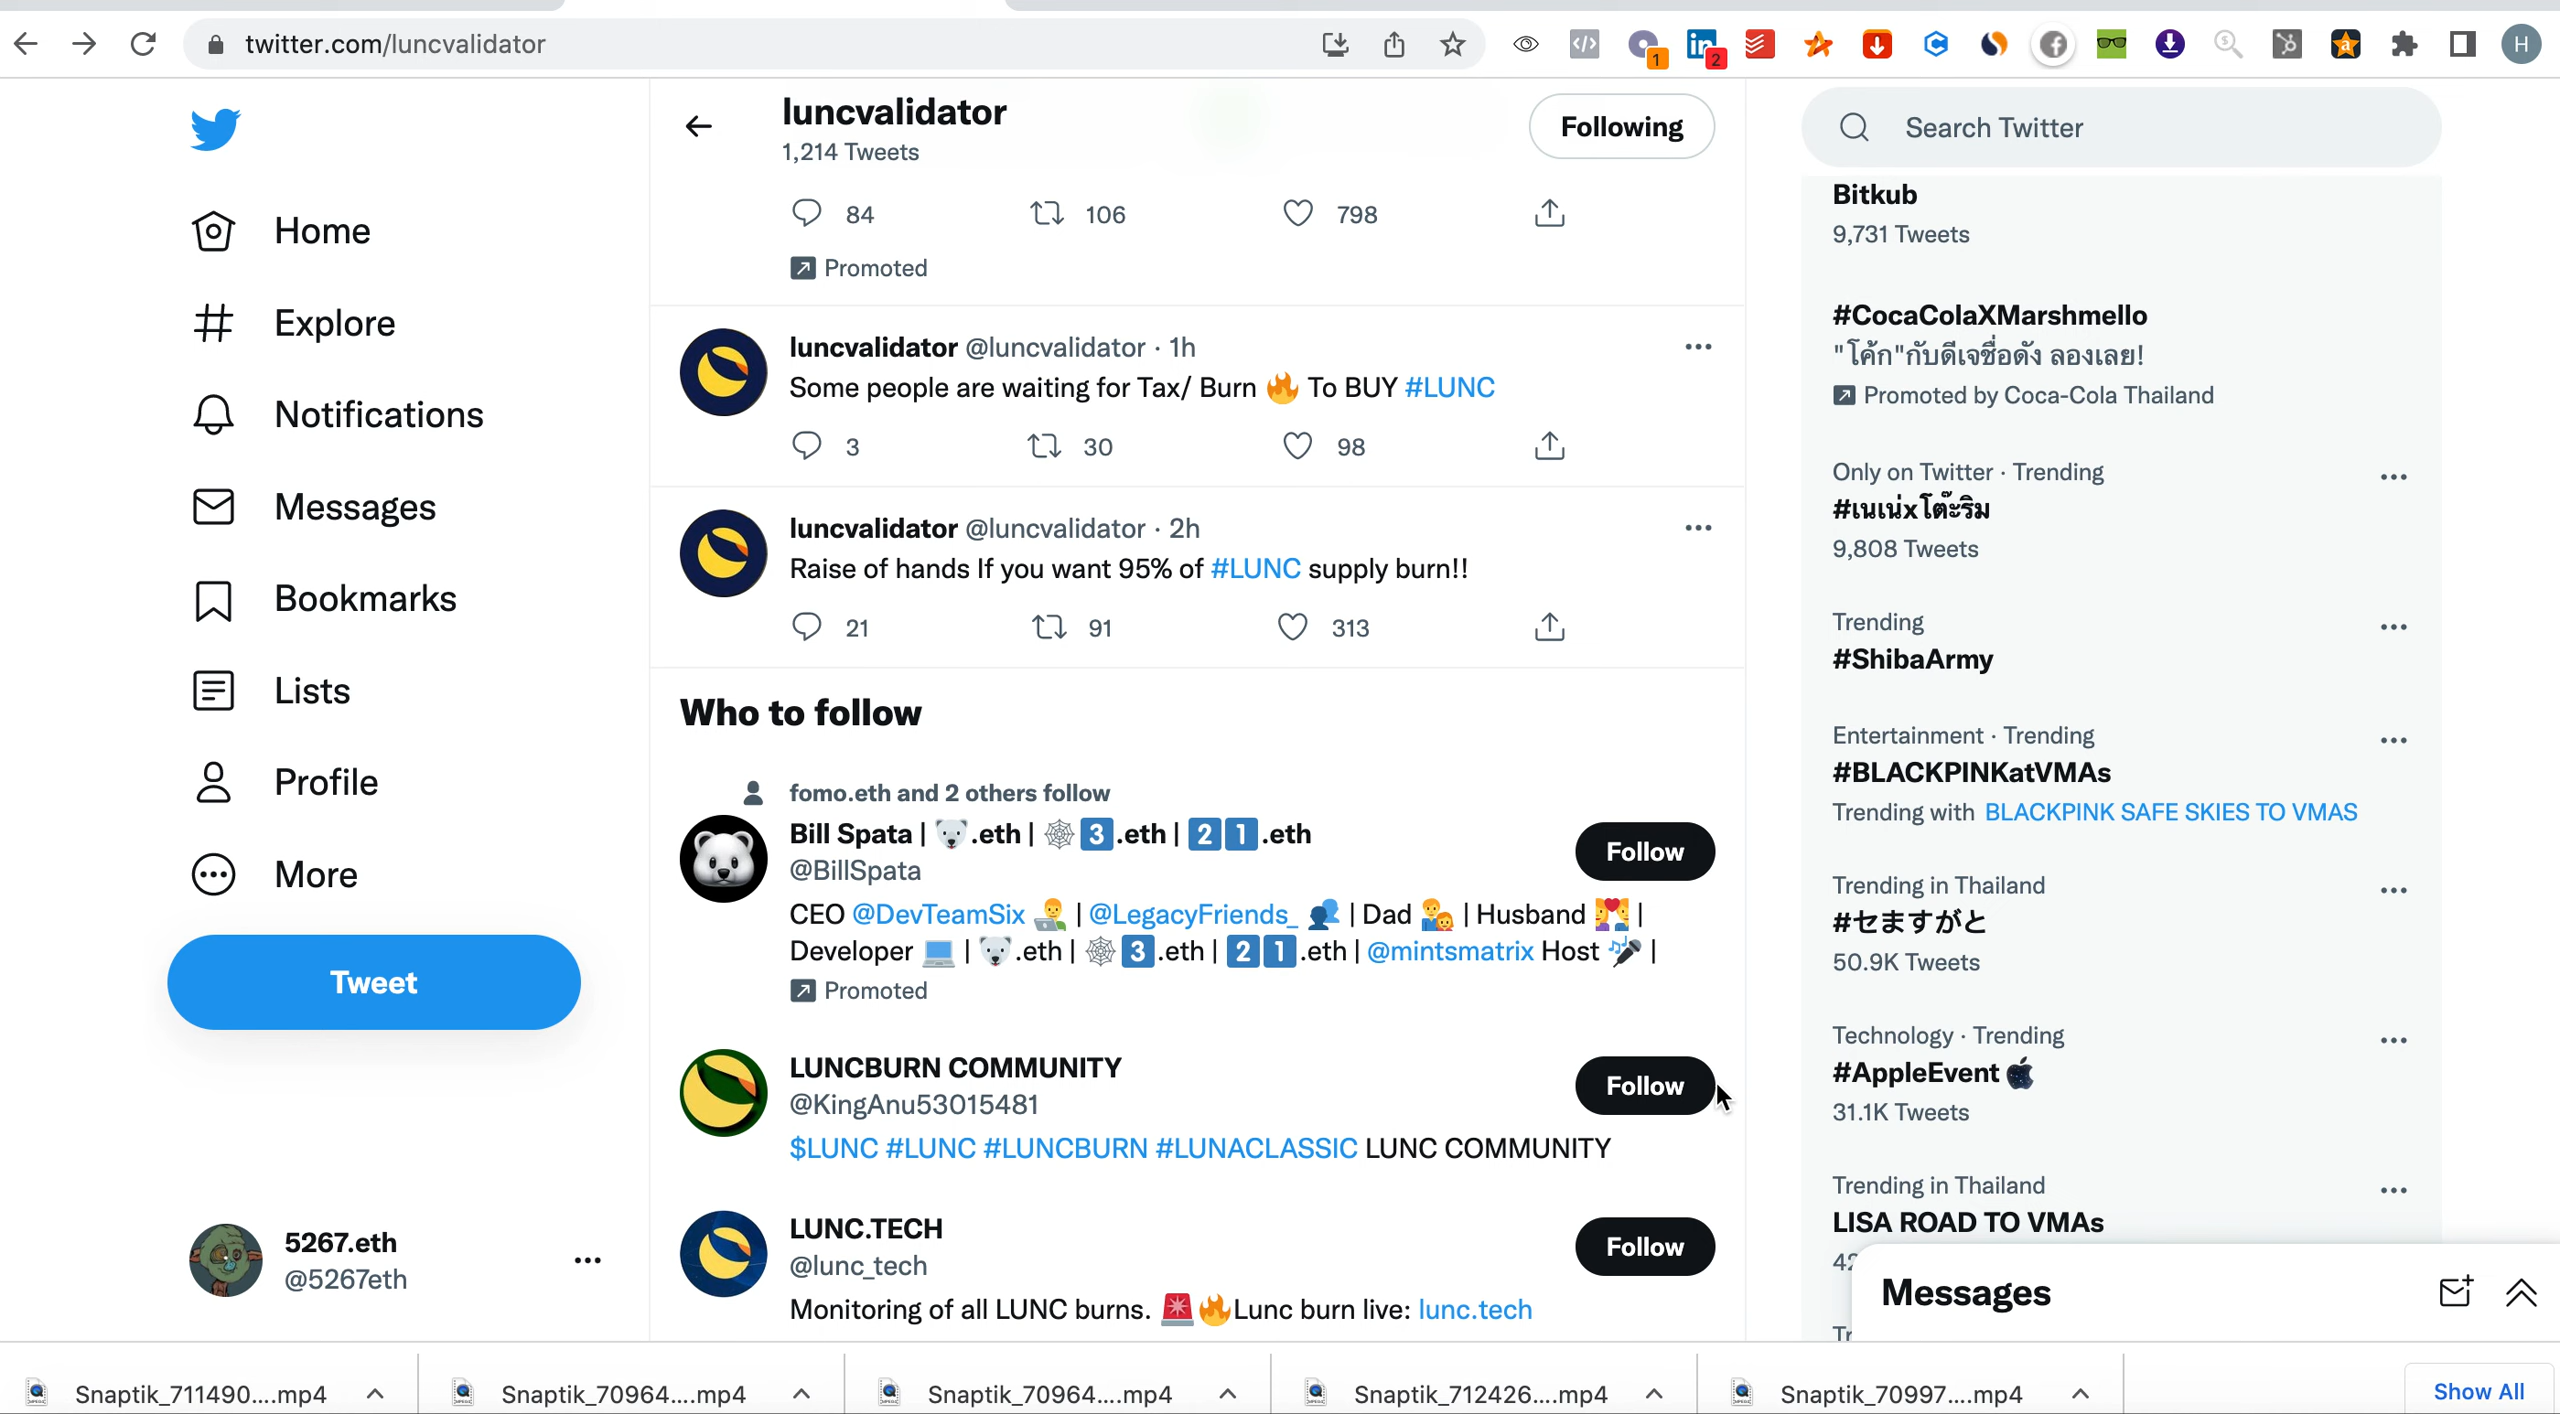 twitter.com/luncvalidator
1
2
H
Home
Explore
Notifications
Messages
Bookmarks
Lists
Profile
More
Tweet
5267.eth
@5267eth
luncvalidator
1,214 Tweets
Following
84 106 798
Promoted
luncvalidator @luncvalidator · 1h
Some people are waiting for Tax/ Burn 🔥 To BUY #LUNC
3 30 98
luncvalidator @luncvalidator · 2h
Raise of hands If you want 95% of #LUNC supply burn!!
21 91 313
Who to follow
fomo.eth and 2 others follow
Bill Spata | 🐻‍❄️.eth | 🕸️3️⃣.eth | 2️⃣1️⃣.eth
@BillSpata
Follow
CEO @DevTeamSix 👨‍💻 | @LegacyFriends_ 👥 | Dad 👨‍👧 | Husband 💑 |
Developer 💻 | 🐻‍❄️.eth | 🕸️3️⃣.eth | 2️⃣1️⃣.eth | @mintsmatrix Host 🎤 |
Promoted
LUNCBURN COMMUNITY
@KingAnu53015481
Follow
$LUNC #LUNC #LUNCBURN #LUNACLASSIC LUNC COMMUNITY
LUNC.TECH
@lunc_tech
Follow
Monitoring of all LUNC burns. 🚨🔥Lunc burn live: lunc.tech
Search Twitter
Bitkub
9,731 Tweets
#CocaColaXMarshmello
"โค้ก"กับดีเจชื่อดัง ลองเลย!
Promoted by Coca-Cola Thailand
Only on Twitter · Trending
#เนเน่xโต๊ะริม
9,808 Tweets
Trending
#ShibaArmy
Entertainment · Trending
#BLACKPINKatVMAs
Trending with BLACKPINK SAFE SKIES TO VMAS
Trending in Thailand
#セますがと
50.9K Tweets
Technology · Trending
#AppleEvent
31.1K Tweets
Trending in Thailand
LISA ROAD TO VMAs
Messages
Snaptik_711490....mp4
Snaptik_70964....mp4
Snaptik_70964....mp4
Snaptik_712426....mp4
Snaptik_70997....mp4
Show All